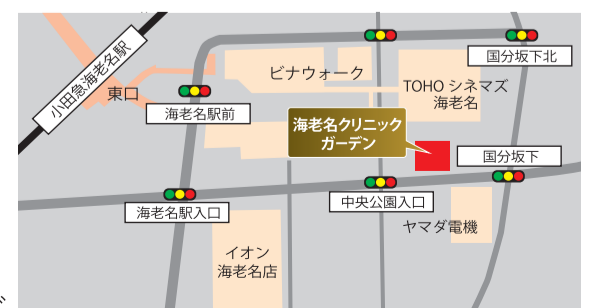 小田急海老名駅
東口
ビナウォーク
国分坂下北
TOHO シネマズ
海老名
海老名駅前
海老名クリニック
ガーデン
国分坂下
海老名駅入口
中央公園入口
ヤマダ電機
イオン
海老名店